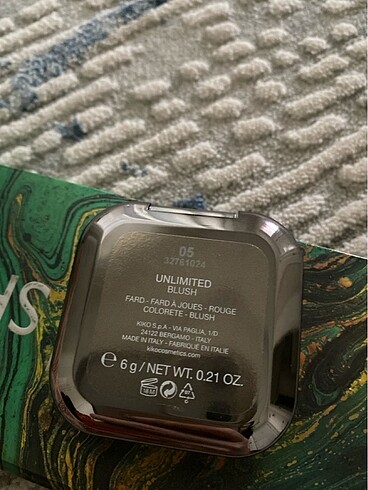 05
32761024
UNLIMITED
BLUSH
FARD - FARD À JOUES - ROUGE
COLORETE - BLUSH
KIKO S.p.A - VIA PAGLIA, 1/D
24122 BERGAMO - ITALY
MADE IN ITALY - FABRIQUÉ EN ITALIE
kikocosmetics.com
e 6 g / NET WT. 0.21 OZ.